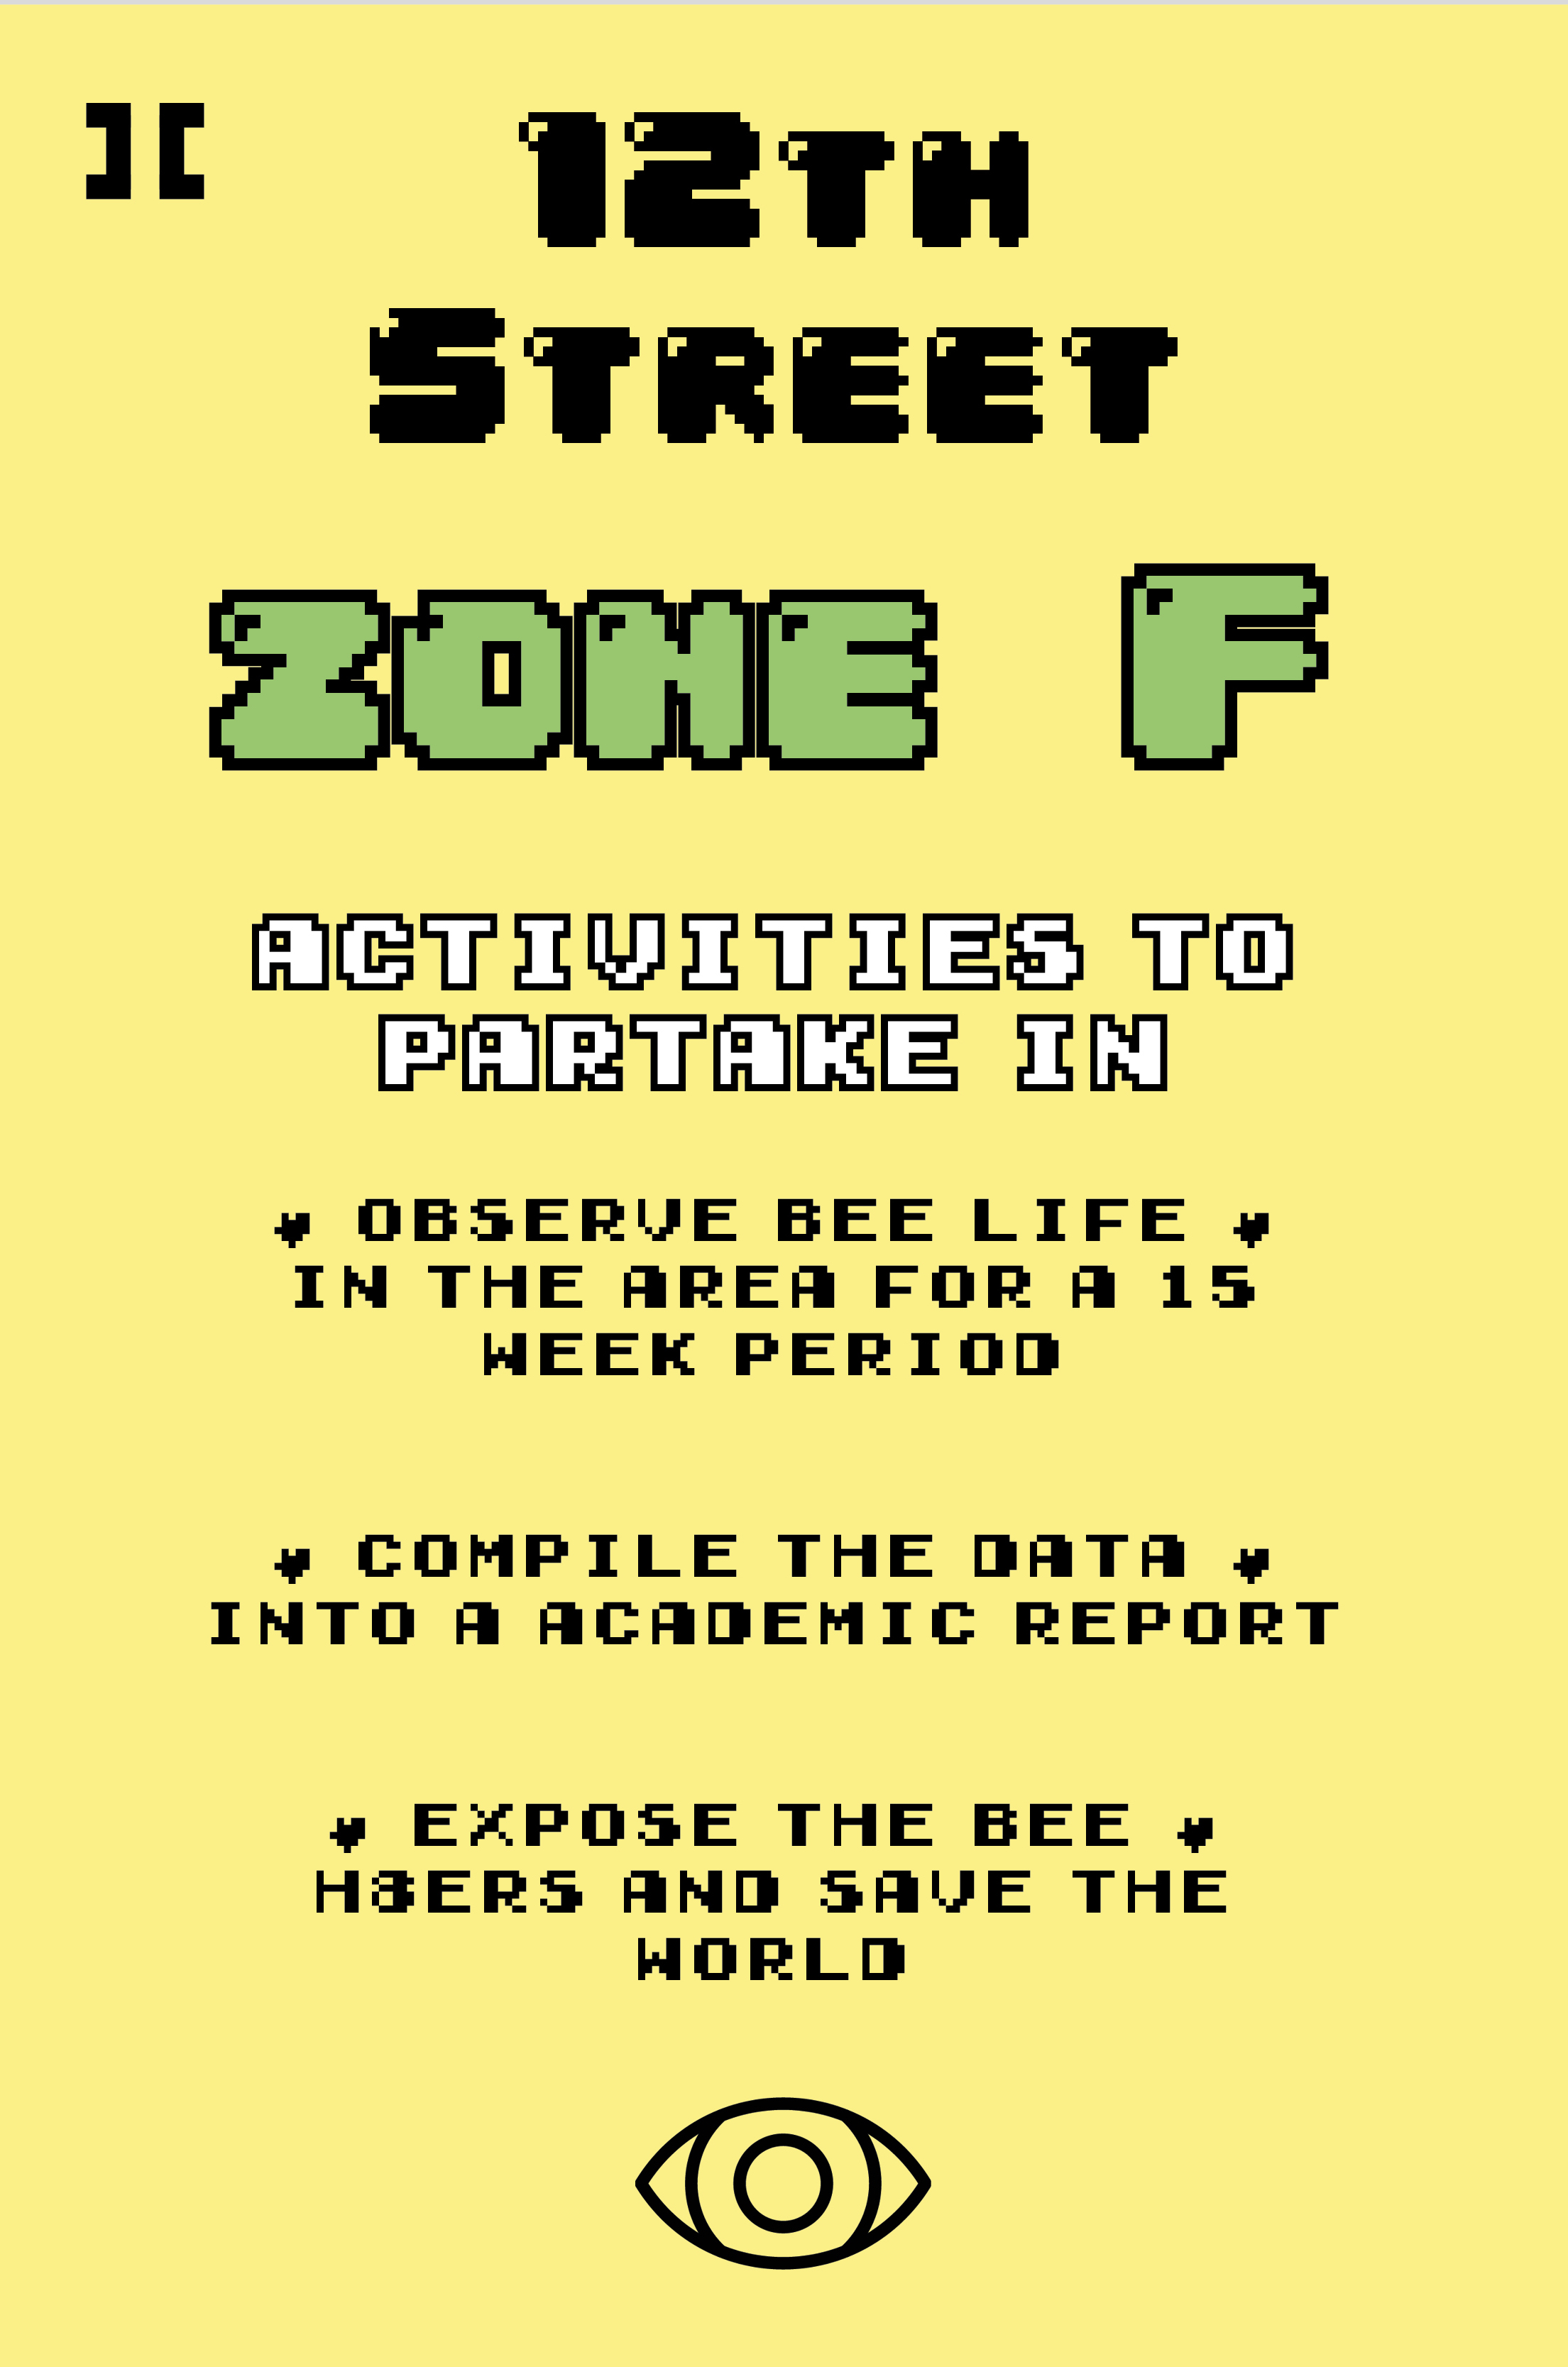 ][
12TH
STREET
ZONE F
ACTIVITIES TO
PARTAKE IN
♥ OBSERVE BEE LIFE ♥
IN THE AREA FOR A 15
WEEK PERIOD
♥ COMPILE THE DATA ♥
INTO A ACADEMIC REPORT
♥ EXPOSE THE BEE ♥
H8ERS AND SAVE THE
WORLD